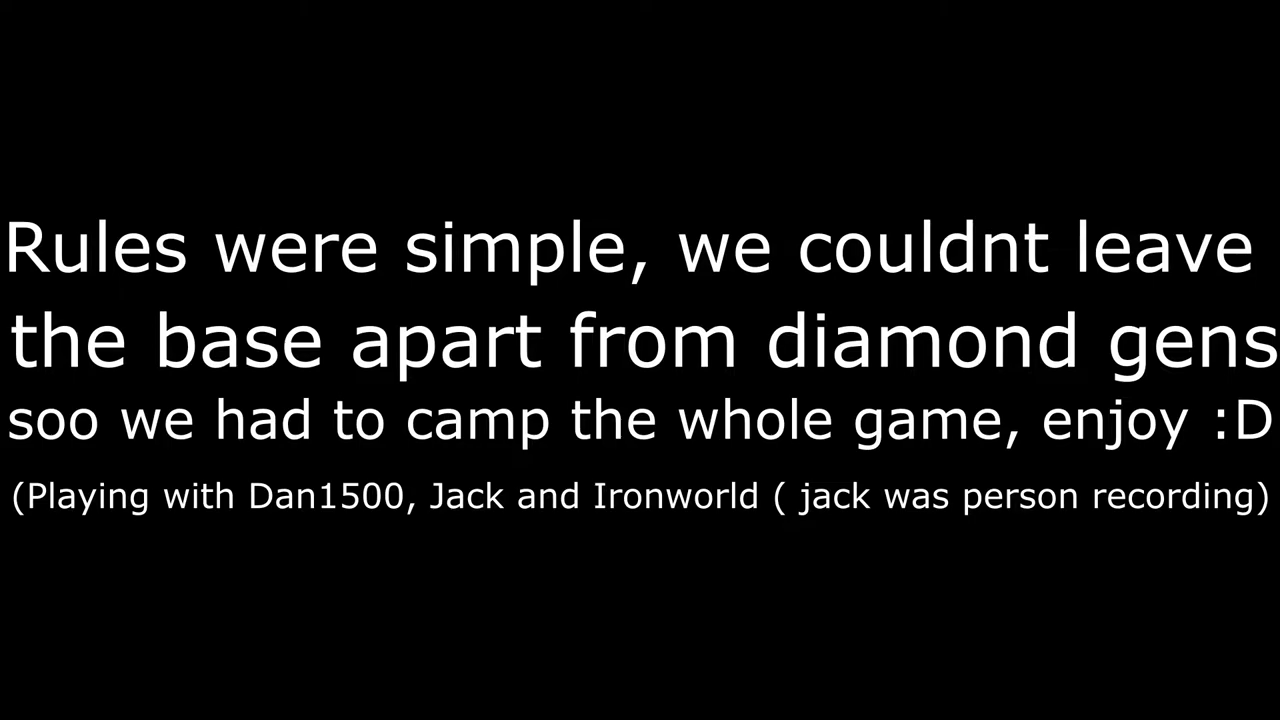 Rules were simple, we couldnt leave
the base apart from diamond gens
soo we had to camp the whole game, enjoy :D
(Playing with Dan1500, Jack and Ironworld ( jack was person recording)